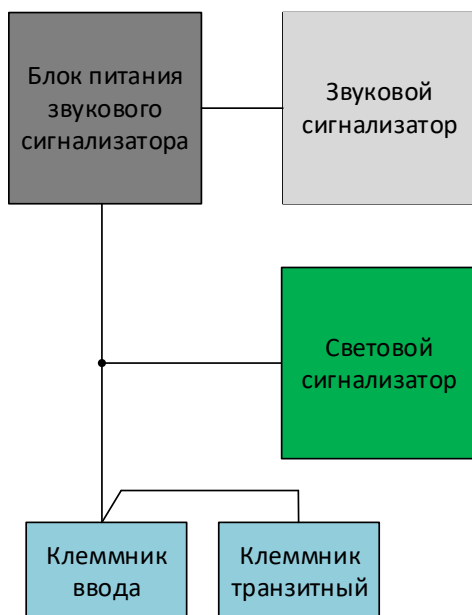 Блок питания
звукового
сигнализатора
Звуковой
сигнализатор
Световой
сигнализатор
Клеммник
ввода
Клеммник
транзитный